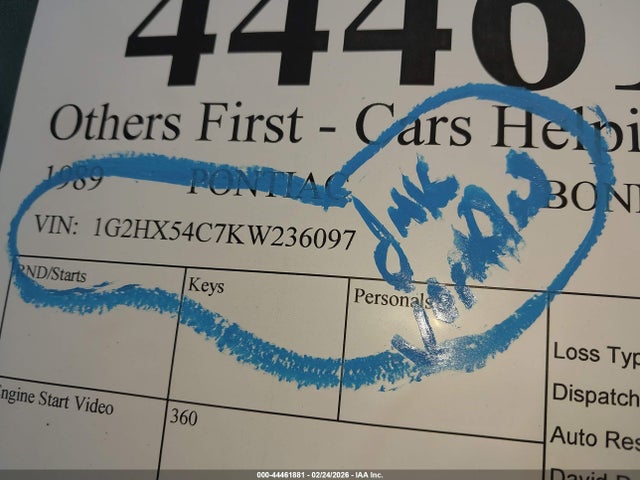 4446
Others First - Cars Helpi
1989 PONTIAC BONN
VIN: 1G2HX54C7KW236097
RND/Starts Keys Personals
Loss Typ
Dispatch
Engine Start Video 360
Auto Res
000-44461881 - 02/24/2026 - IAA Inc.